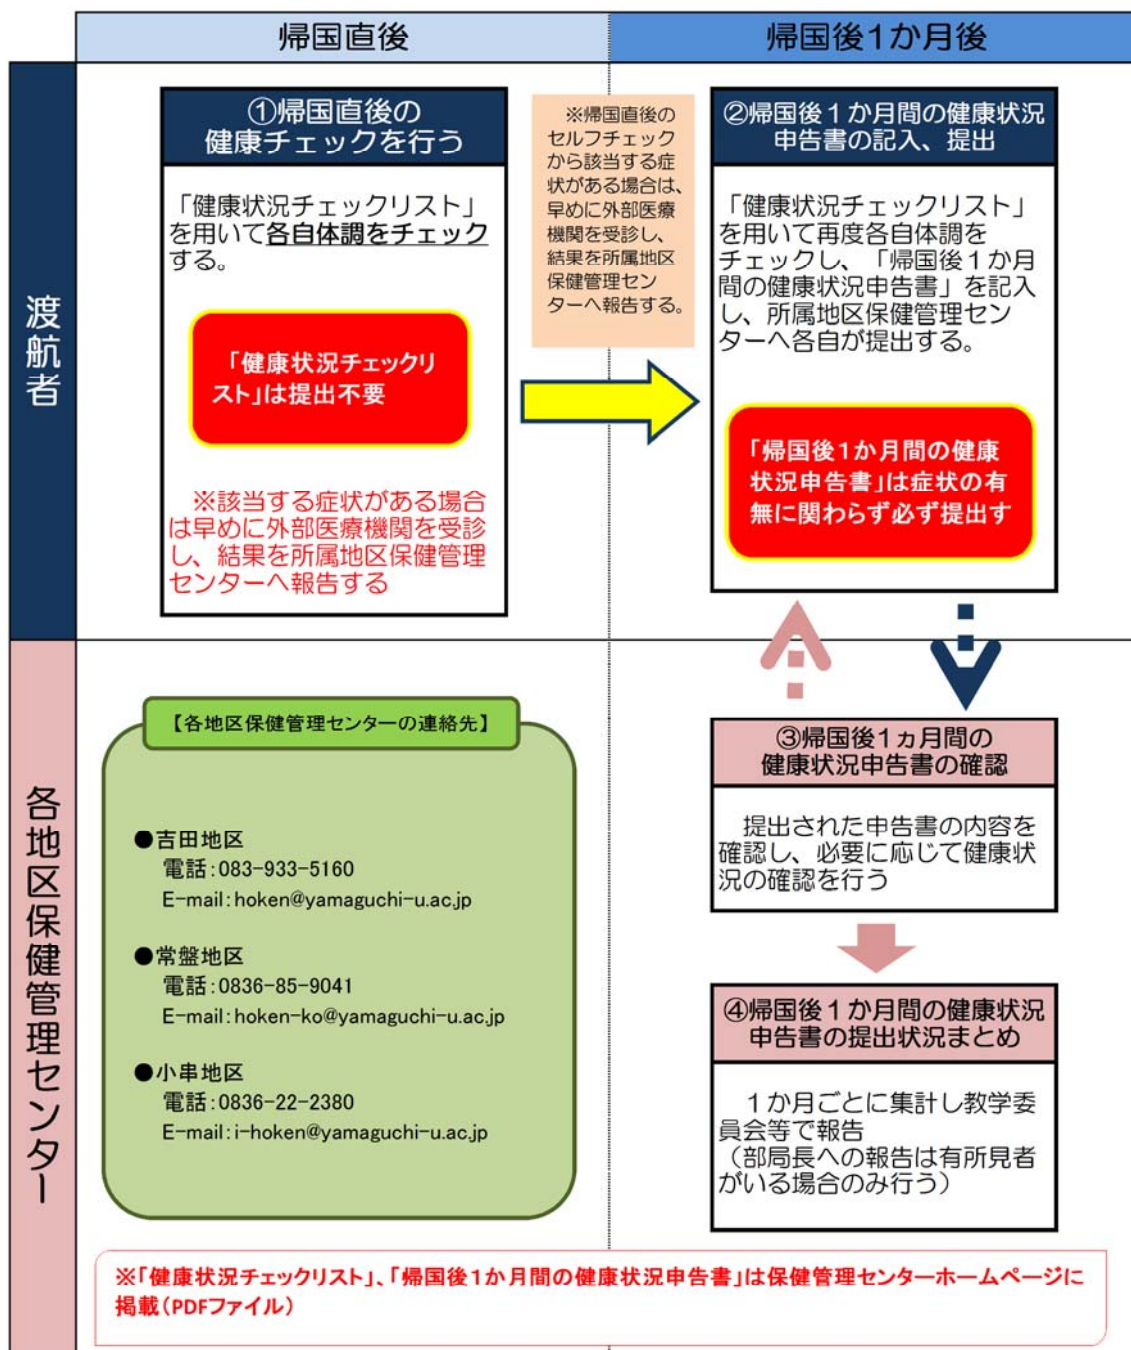 帰国直後
帰国後1か月後
渡航者
①帰国直後の
健康チェックを行う
「健康状況チェックリスト」
を用いて各自体調をチェック
する。
「健康状況チェックリ
スト」は提出不要
※該当する症状がある場合
は早めに外部医療機関を受診
し、結果を所属地区保健管理
センターへ報告する
※帰国直後の
セルフチェック
から該当する症
状がある場合は、
早めに外部医療
機関を受診し、
結果を所属地区
保健管理セン
ターへ報告する。
②帰国後1か月間の健康状況
申告書の記入、提出
「健康状況チェックリスト」
を用いて再度各自体調を
チェックし、「帰国後1か月
間の健康状況申告書」を記入
し、所属地区保健管理セン
ターへ各自が提出する。
「帰国後1か月間の健康
状況申告書」は症状の有
無に関わらず必ず提出す
各地区保健管理センター
【各地区保健管理センターの連絡先】
●吉田地区
電話:083-933-5160
E-mail:hoken@yamaguchi-u.ac.jp
●常盤地区
電話:0836-85-9041
E-mail:hoken-ko@yamaguchi-u.ac.jp
●小串地区
電話:0836-22-2380
E-mail:i-hoken@yamaguchi-u.ac.jp
③帰国後1ヵ月間の
健康状況申告書の確認
提出された申告書の内容を
確認し、必要に応じて健康状
況の確認を行う
④帰国後1か月間の健康状況
申告書の提出状況まとめ
1か月ごとに集計し教学委
員会等で報告
(部局長への報告は有所見者
がいる場合のみ行う)
※「健康状況チェックリスト」、「帰国後1か月間の健康状況申告書」は保健管理センターホームページに
掲載(PDFファイル)